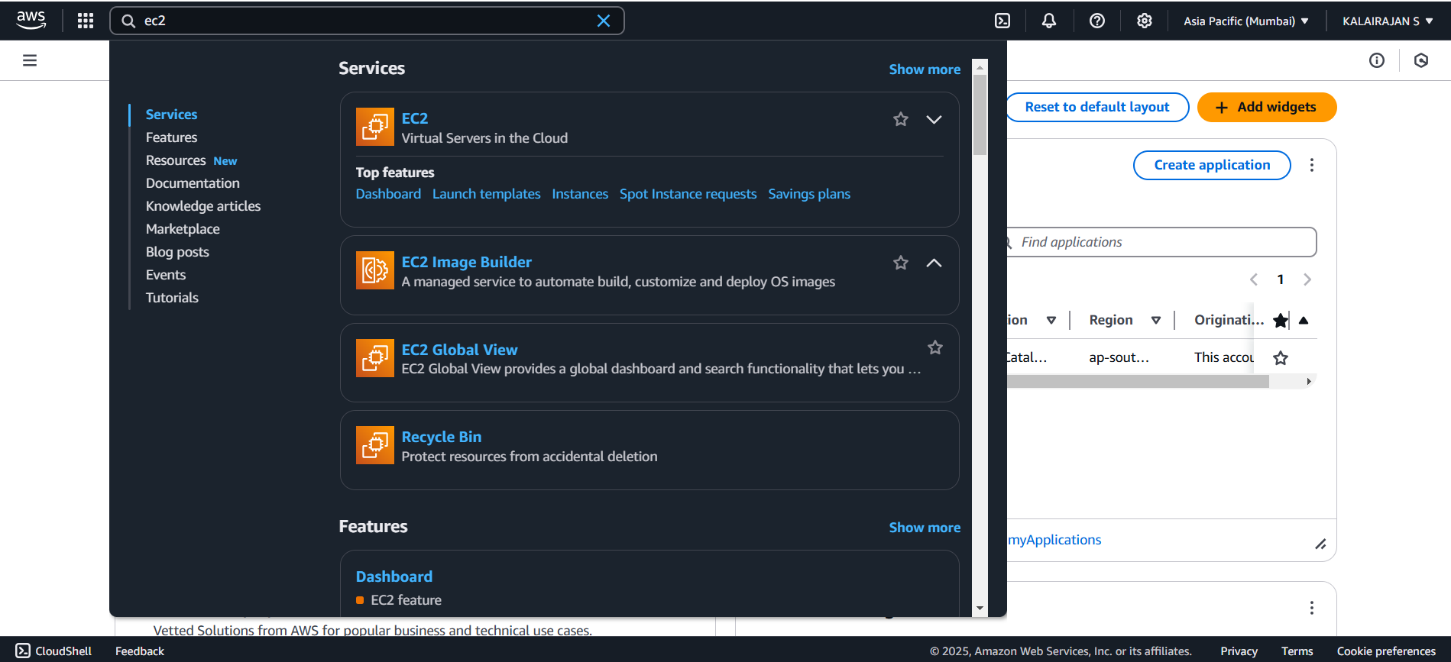 aws
ec2
Asia Pacific (Mumbai)
KALAIRAJAN S
Services
Features
Resources New
Documentation
Knowledge articles
Marketplace
Blog posts
Events
Tutorials
Services
Show more
EC2
Virtual Servers in the Cloud
Top features
Dashboard Launch templates Instances Spot Instance requests Savings plans
EC2 Image Builder
A managed service to automate build, customize and deploy OS images
EC2 Global View
EC2 Global View provides a global dashboard and search functionality that lets you ...
Recycle Bin
Protect resources from accidental deletion
Features
Show more
Dashboard
EC2 feature
Reset to default layout
+ Add widgets
Create application
Find applications
1
Region
Originati...
ap-sout...
This accou
myApplications
Vetted Solutions from AWS for popular business and technical use cases.
CloudShell
Feedback
© 2025, Amazon Web Services, Inc. or its affiliates.
Privacy
Terms
Cookie preferences